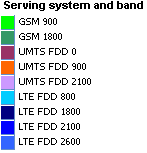 Serving system and band
GSM 900
GSM 1800
UMTS FDD 0
UMTS FDD 900
UMTS FDD 2100
LTE FDD 800
LTE FDD 1800
LTE FDD 2100
LTE FDD 2600